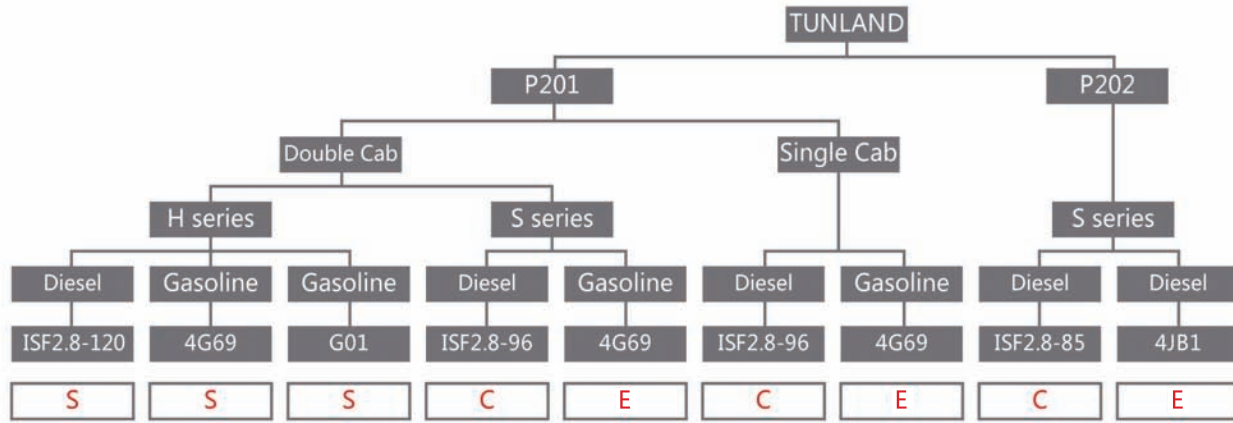 TUNLAND
P201 P202
Double Cab Single Cab
H series S series S series
Diesel Gasoline Gasoline Diesel Gasoline Diesel Gasoline Diesel Diesel
ISF2.8-120 4G69 G01 ISF2.8-96 4G69 ISF2.8-96 4G69 ISF2.8-85 4JB1
S S S C E C E C E